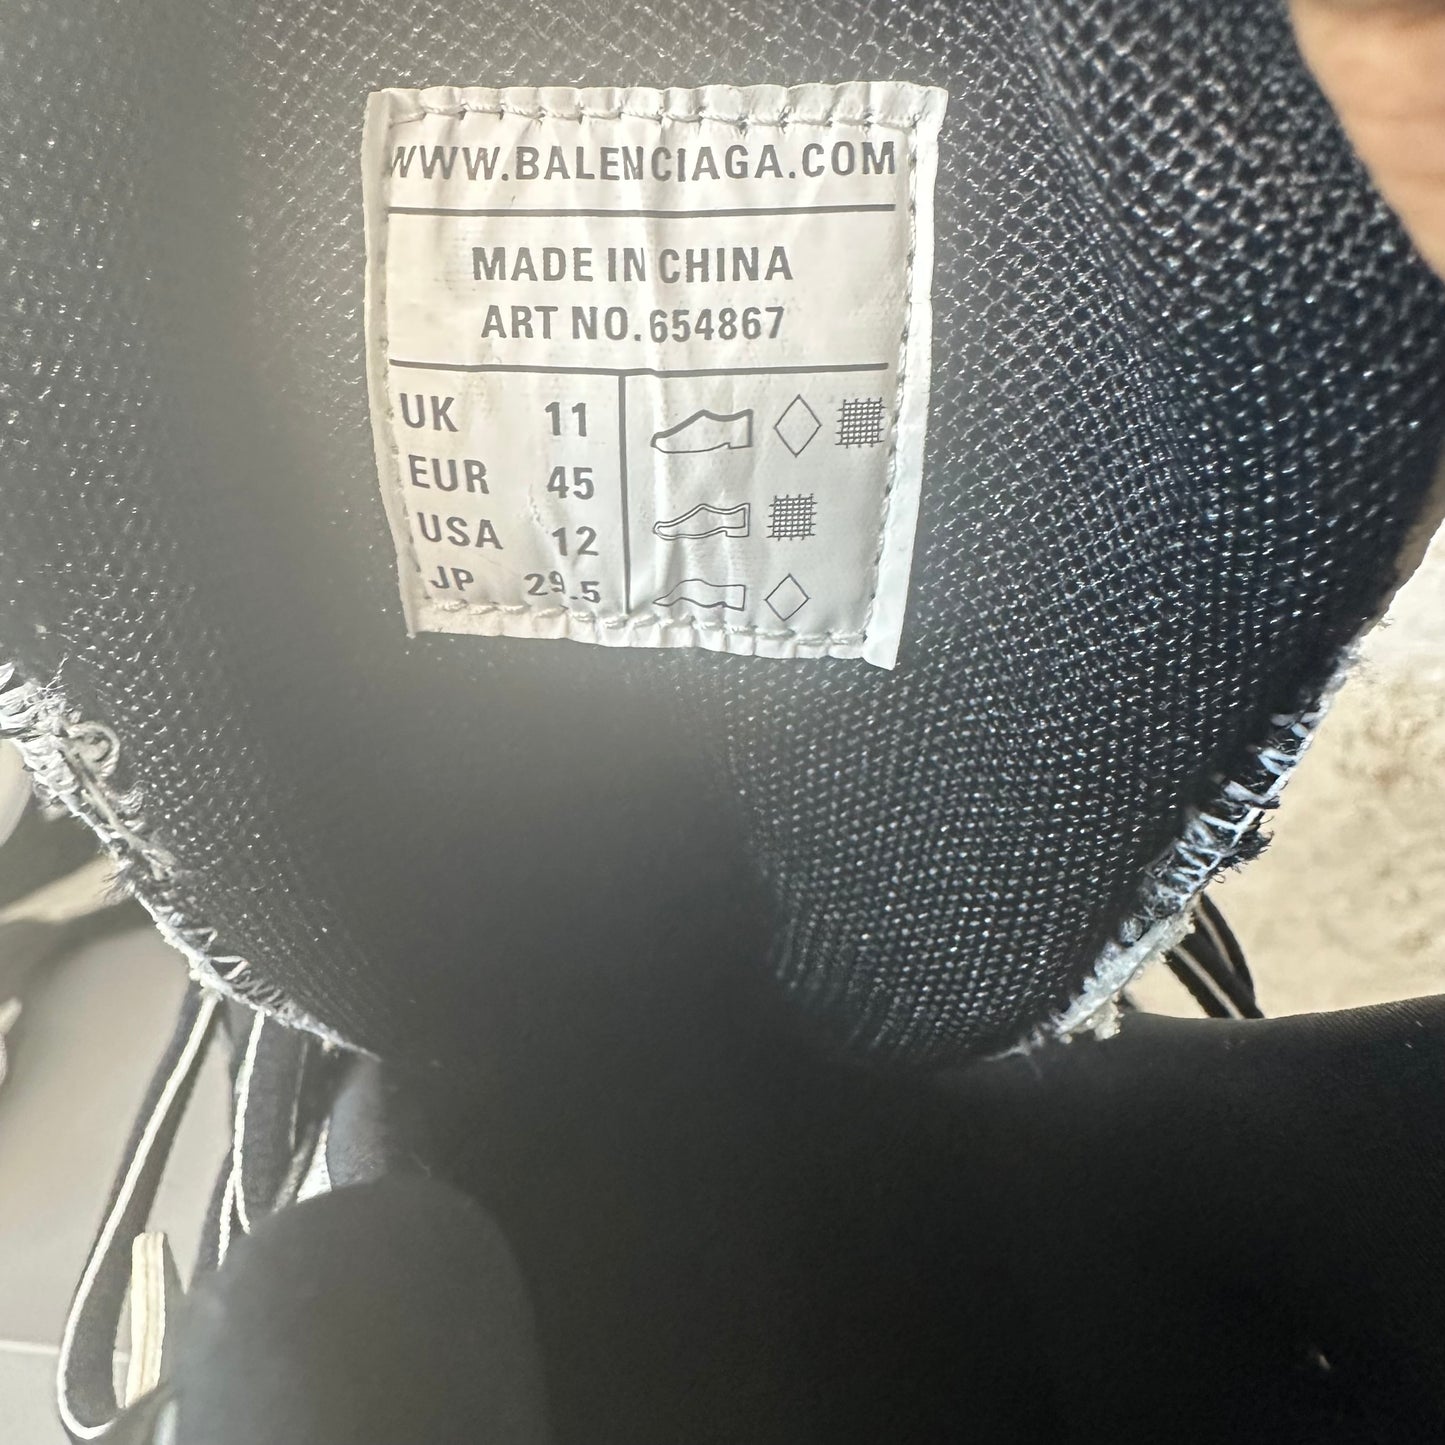 WWW.BALENCIAGA.COM
MADE IN CHINA
ART NO.654867
UK 11
EUR 45
USA 12
JP 29.5